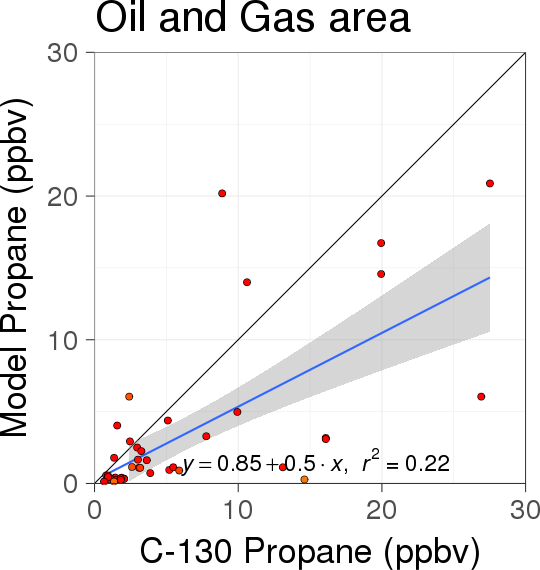 Oil and Gas area
Model Propane (ppbv)
30
20
10
0
y = 0.85+0.5 · x, r² = 0.22
0 10 20 30
C-130 Propane (ppbv)